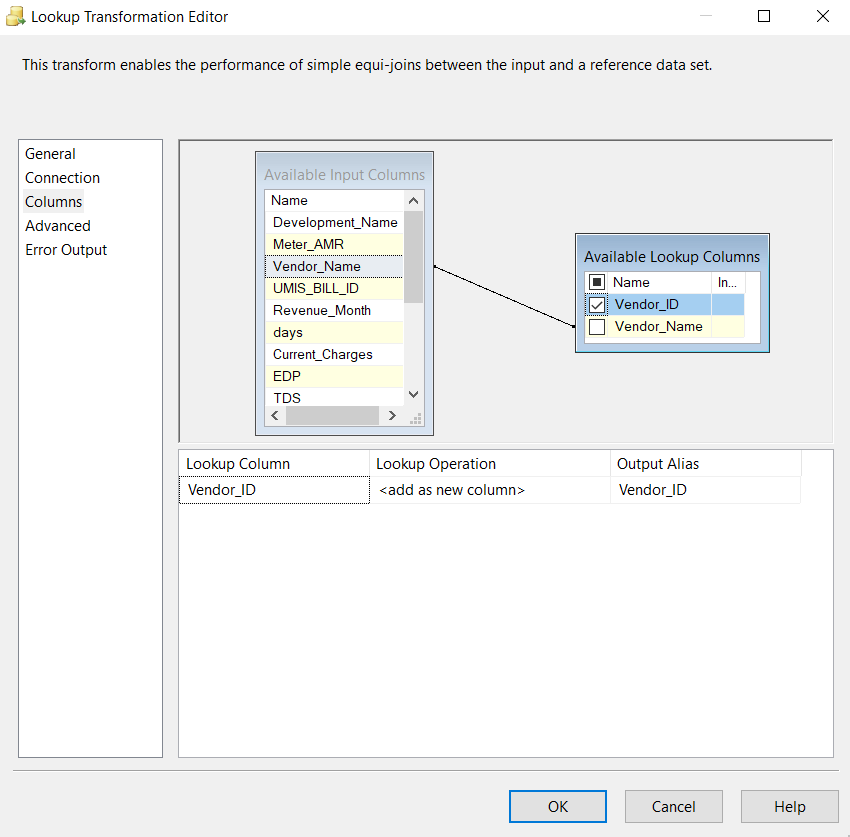 Lookup Transformation Editor
This transform enables the performance of simple equi-joins between the input and a reference data set.
General
Connection
Columns
Advanced
Error Output
Available Input Columns
Name
Development_Name
Meter_AMR
Vendor_Name
UMIS_BILL_ID
Revenue_Month
days
Current_Charges
EDP
TDS
Available Lookup Columns
Name In...
Vendor_ID
Vendor_Name
Lookup Column Lookup Operation Output Alias
Vendor_ID <add as new column> Vendor_ID
OK Cancel Help